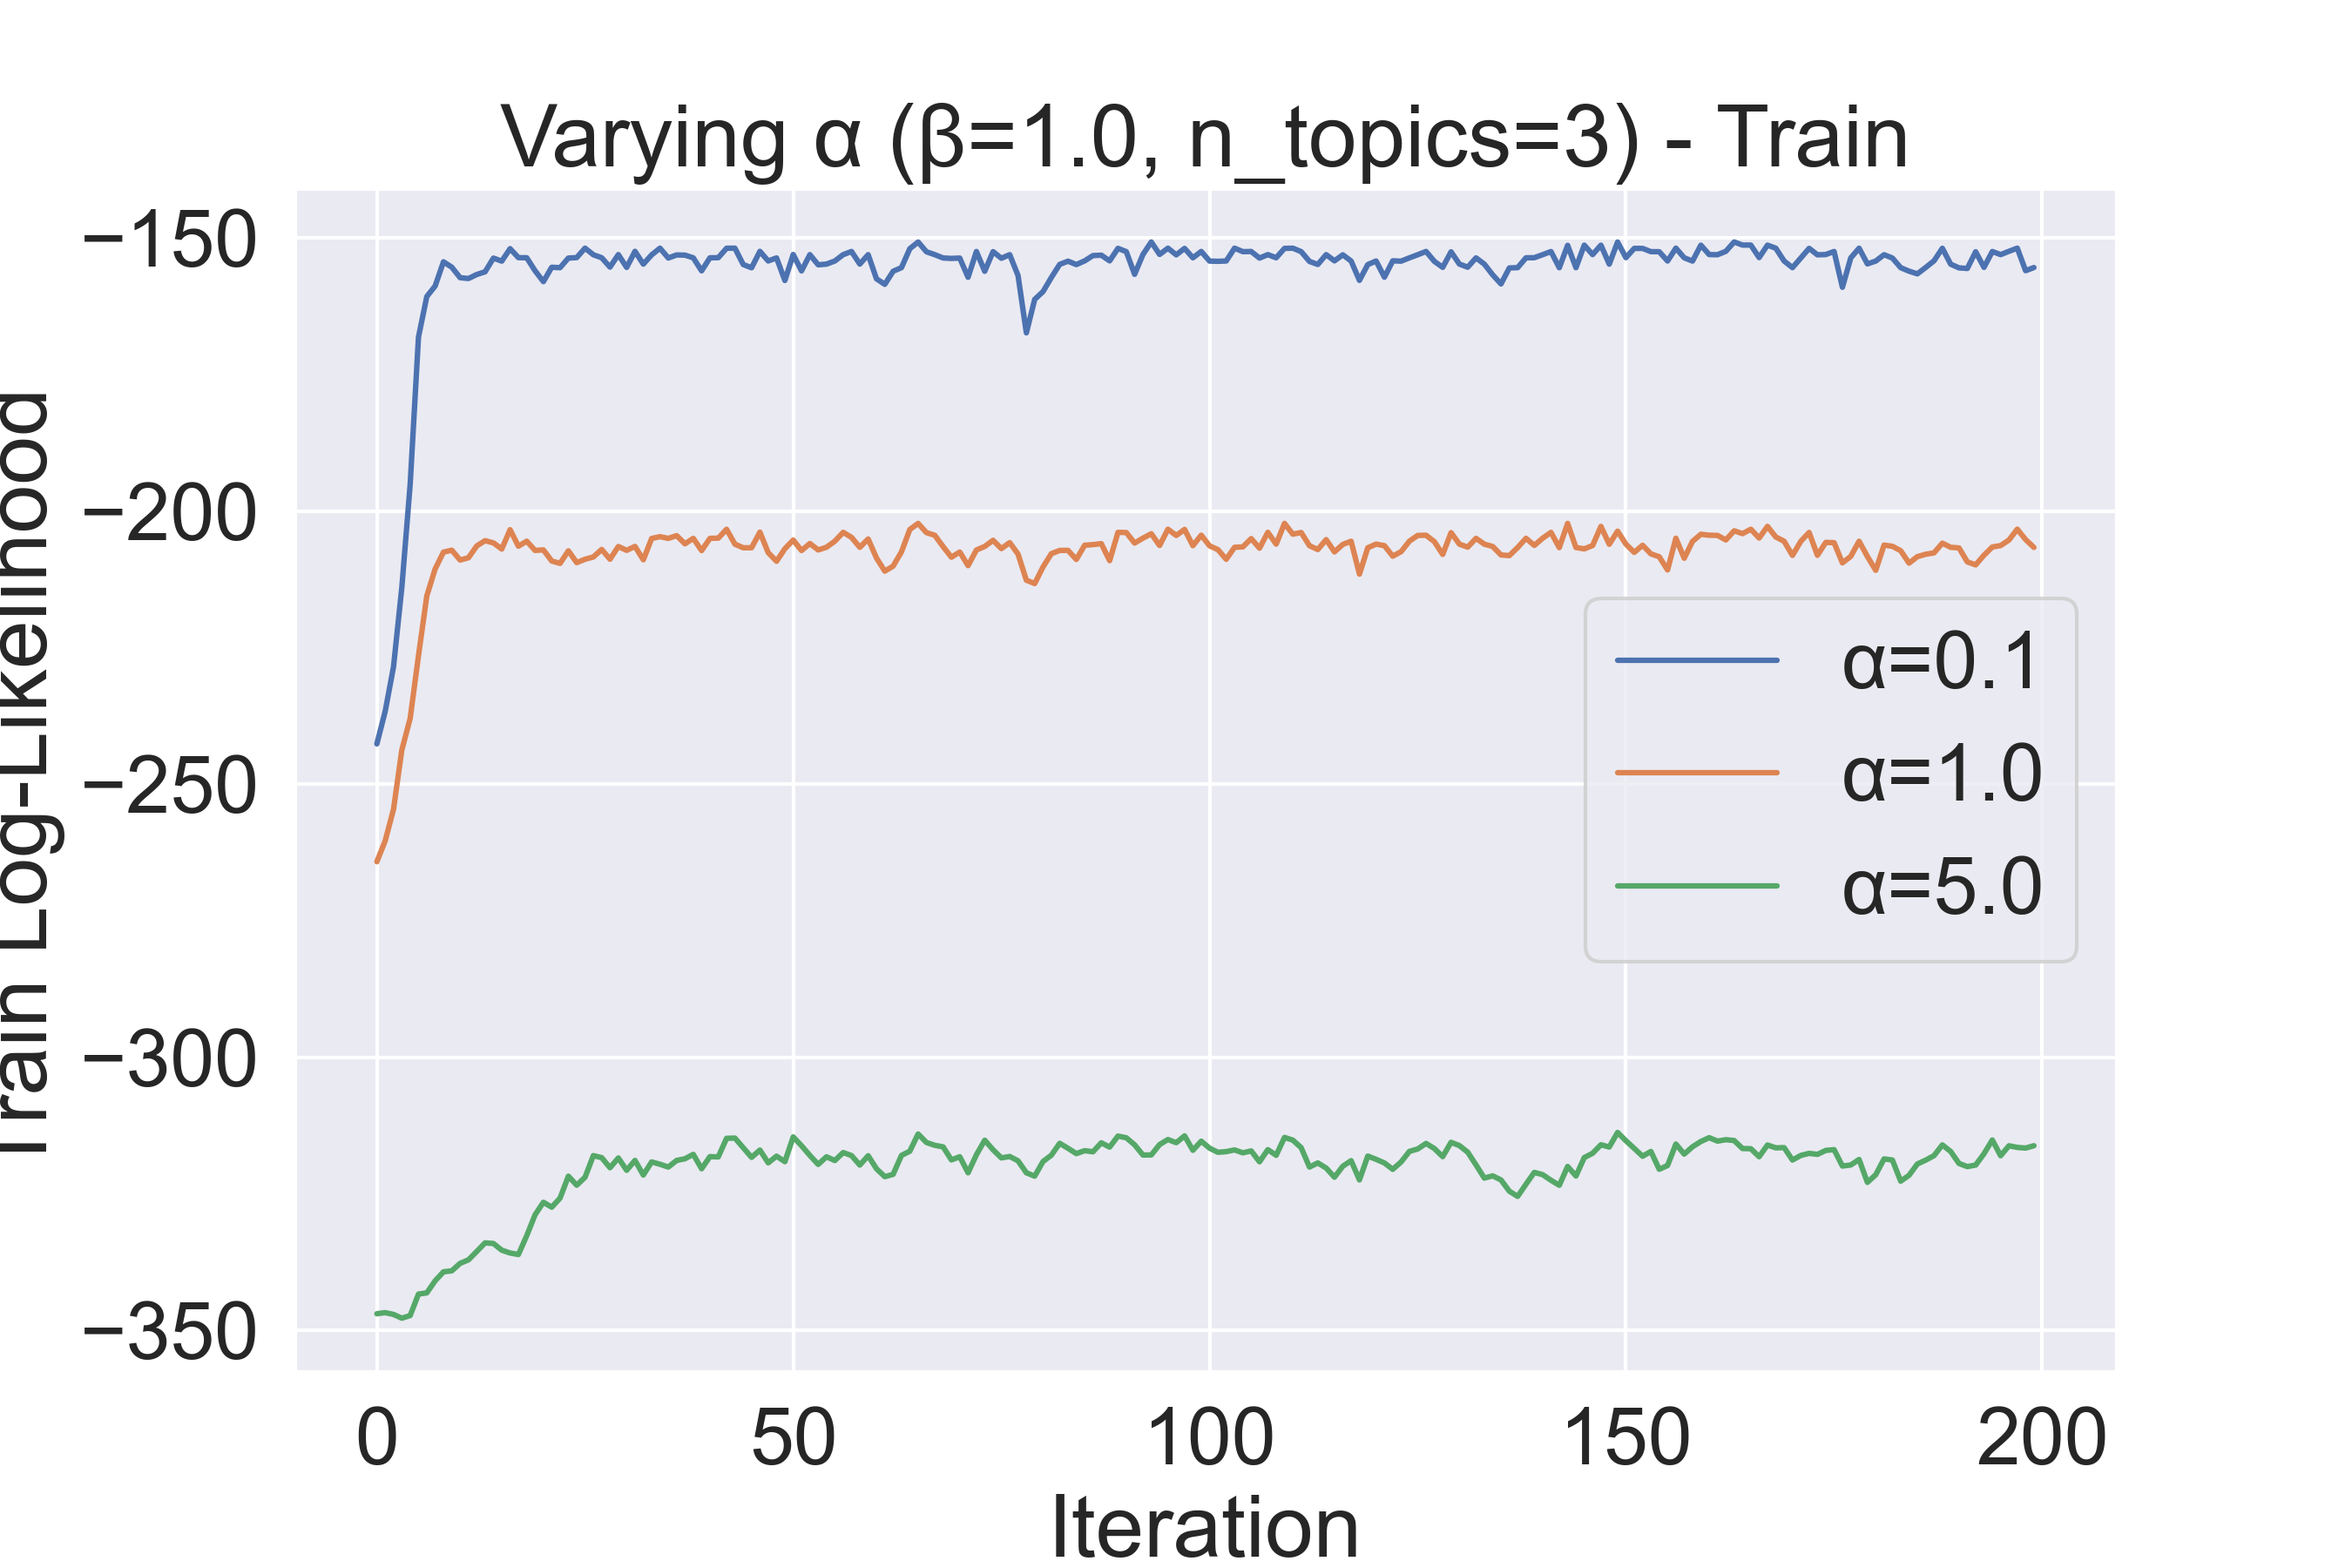 Varying α (β=1.0, n_topics=3) - Train
Train Log-Likelihood
−150
−200
−250
−300
−350
α=0.1
α=1.0
α=5.0
0 50 100 150 200
Iteration